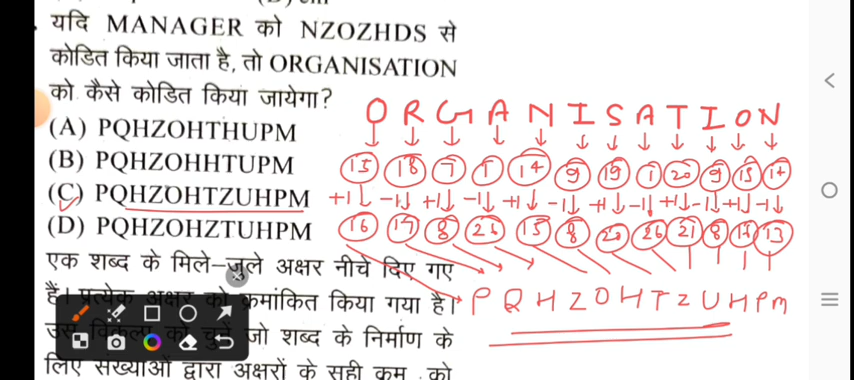 यदि MANAGER को NZOZHDS से
कोडित किया जाता है, तो ORGANISATION
को कैसे कोडित किया जायेगा?
(A) PQHZOHTHUPM
(B) PQHZOHHTUPM
(C) PQHZOHTZUHPM
(D) PQHZOHZTUHPM
एक शब्द के मिले-जुले अक्षर नीचे दिए गए
हैं। प्रत्येक अक्षर को क्रमांकित किया गया है।
जो शब्द के निर्माण के
लिए संख्याओं द्वारा अक्षरों के सही क्रम को
O R G A N I S A T I O N
15 18 7 1 14 9 19 1 20 9 15 14
+1 -1 +1 -1 +1 -1 +1 -1 +1 -1 +1 -1
16 17 8 26 15 8 20 26 21 8 13
P Q H Z O H T Z U H P M